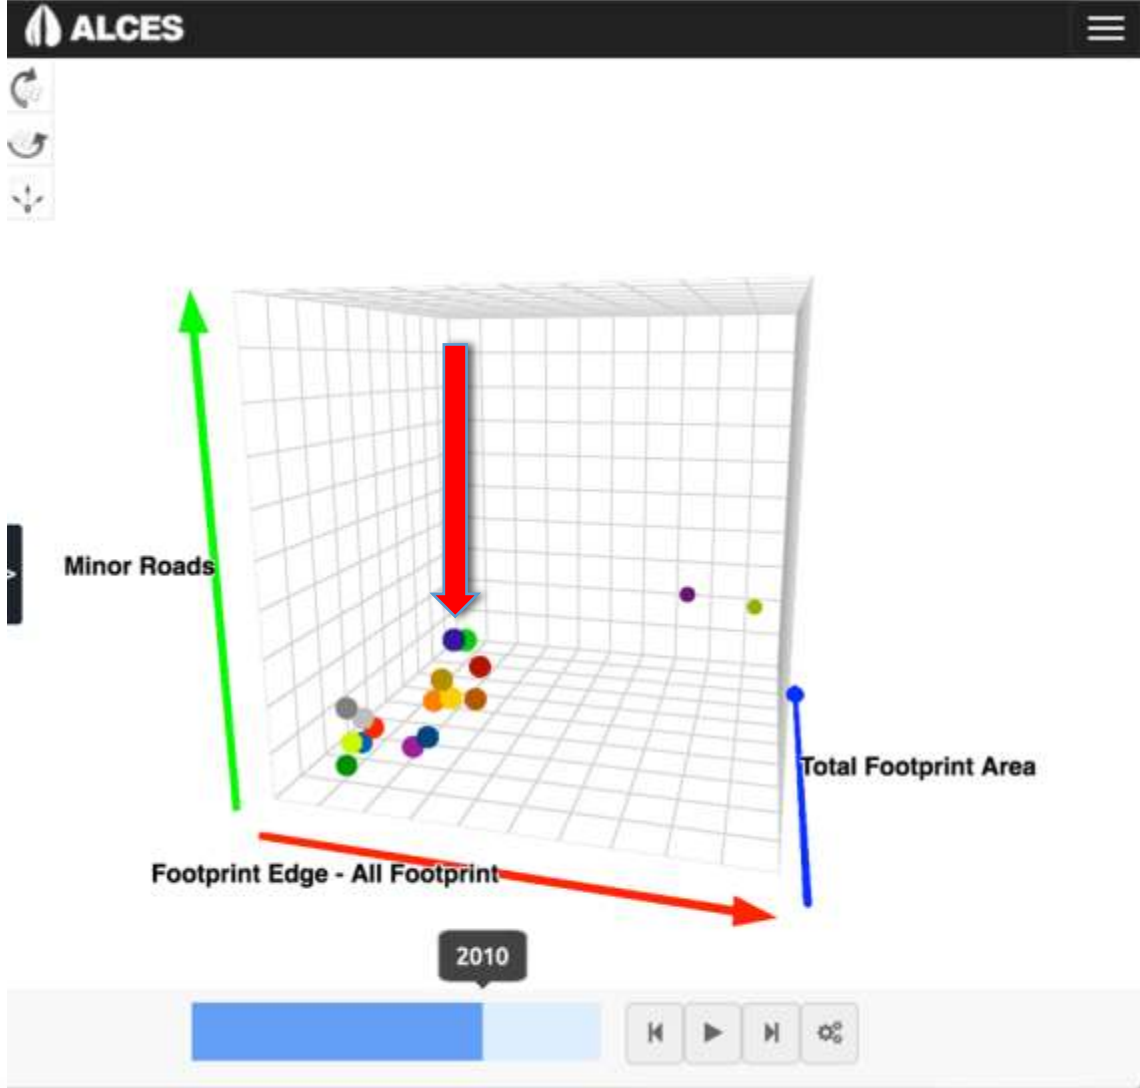 ALCES
Minor Roads
Total Footprint Area
Footprint Edge - All Footprint
2010